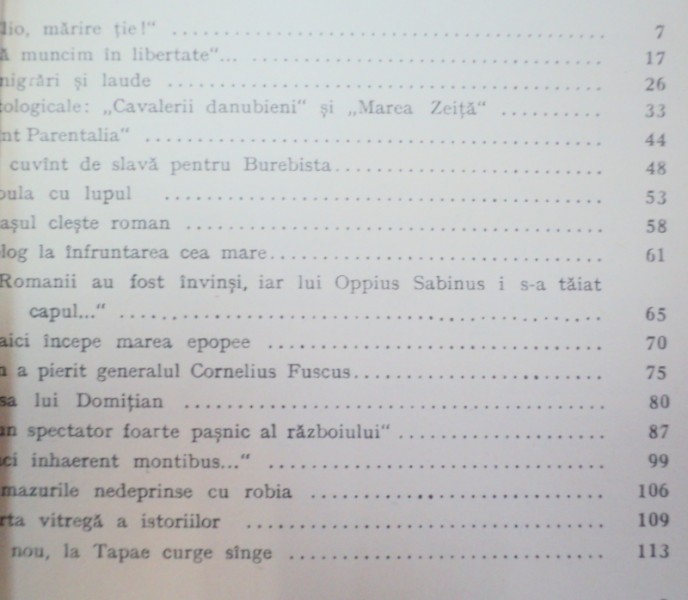 lio, mărire ție!“ ........ 7
ă muncim în libertate“... ........ 17
nigrări și laude ........ 26
tologicale: „Cavalerii danubieni“ și „Marea Zeiță“ ........ 33
nt Parentalia“ ........ 44
cuvînt de slavă pentru Burebista ........ 48
bula cu lupul ........ 53
așul clește roman ........ 58
log la înfruntarea cea mare ........ 61
Romanii au fost învinși, iar lui Oppius Sabinus i s-a tăiat
capul...“ ........ 65
aici începe marea epopee ........ 70
a pierit generalul Cornelius Fuscus ........ 75
sa lui Domițian ........ 80
un spectator foarte pașnic al războiului“ ........ 87
ci inhaerent montibus...“ ........ 99
mazurile nedeprinse cu robia ........ 106
rta vitregă a istoriilor ........ 109
nou, la Tapae curge sînge ........ 113